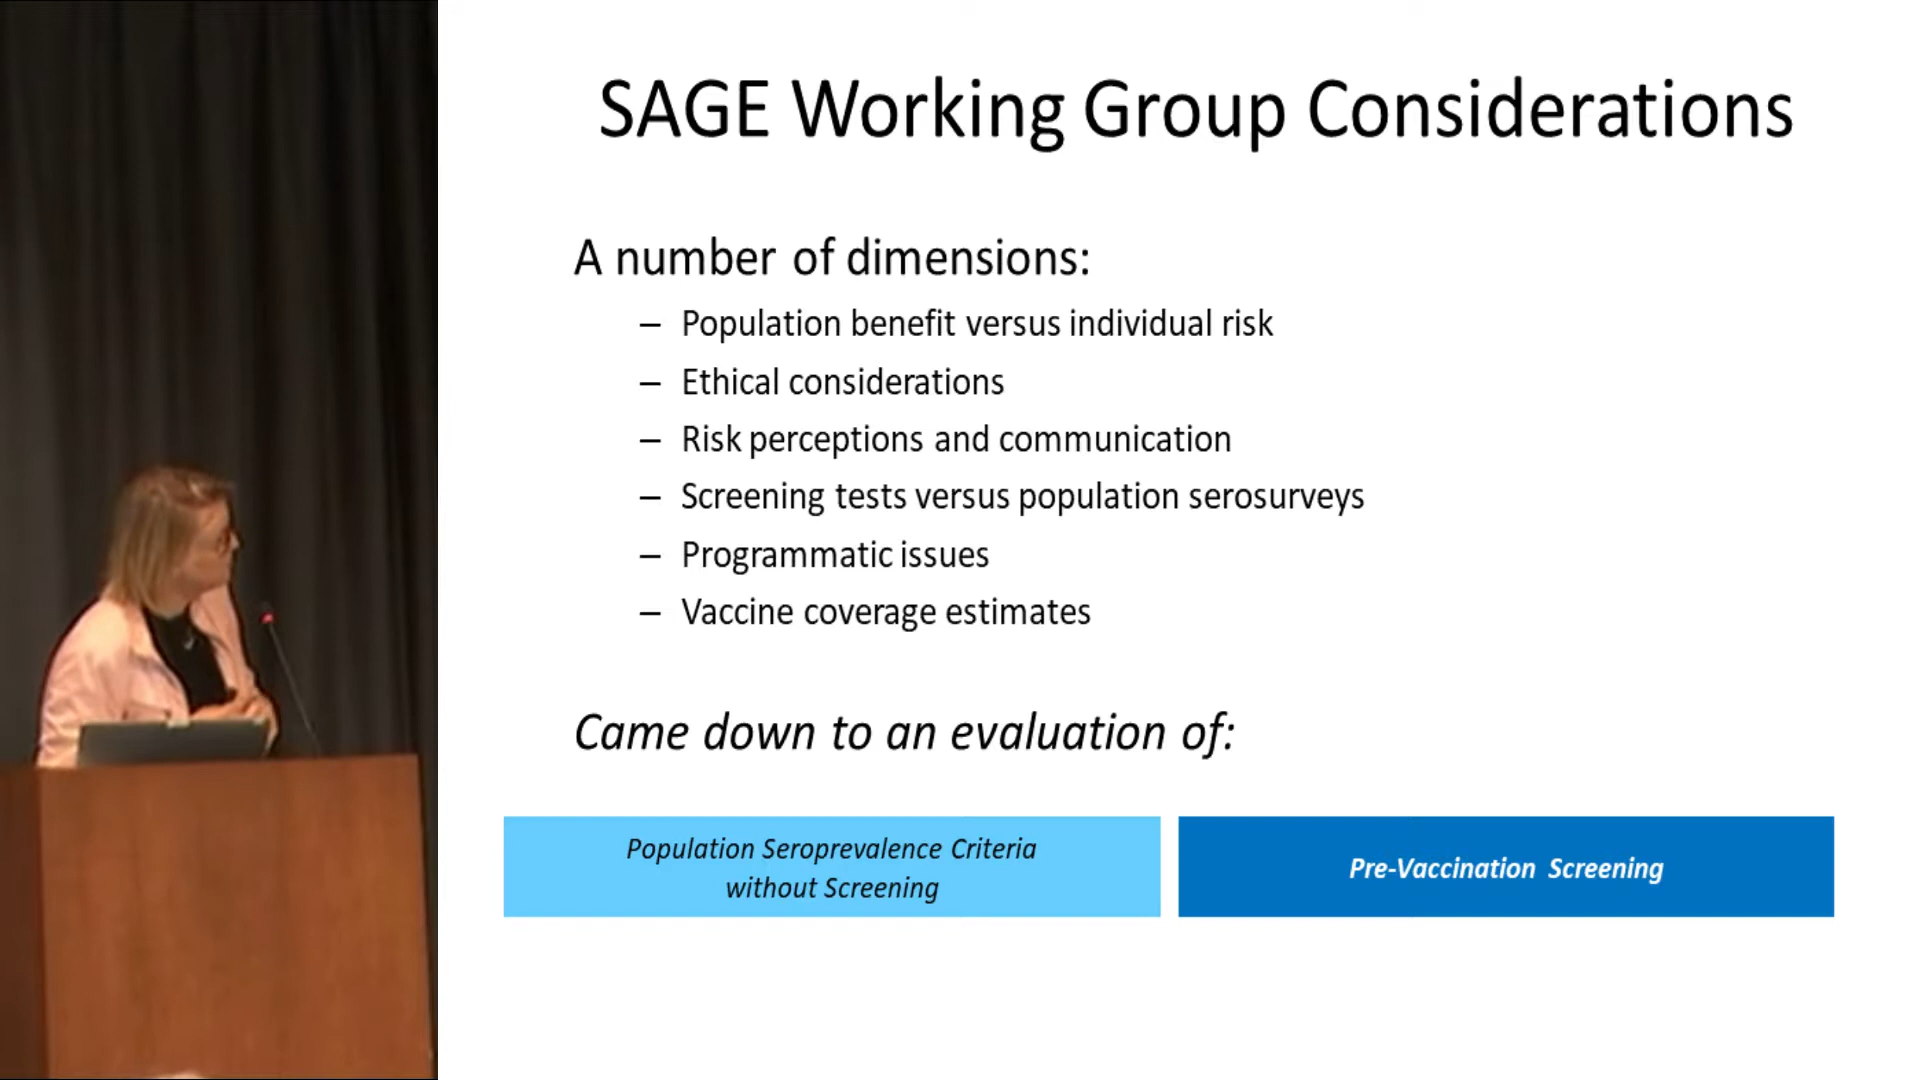 SAGE Working Group Considerations
A number of dimensions:
– Population benefit versus individual risk
– Ethical considerations
– Risk perceptions and communication
– Screening tests versus population serosurveys
– Programmatic issues
– Vaccine coverage estimates
Came down to an evaluation of:
Population Seroprevalence Criteria
without Screening
Pre-Vaccination Screening